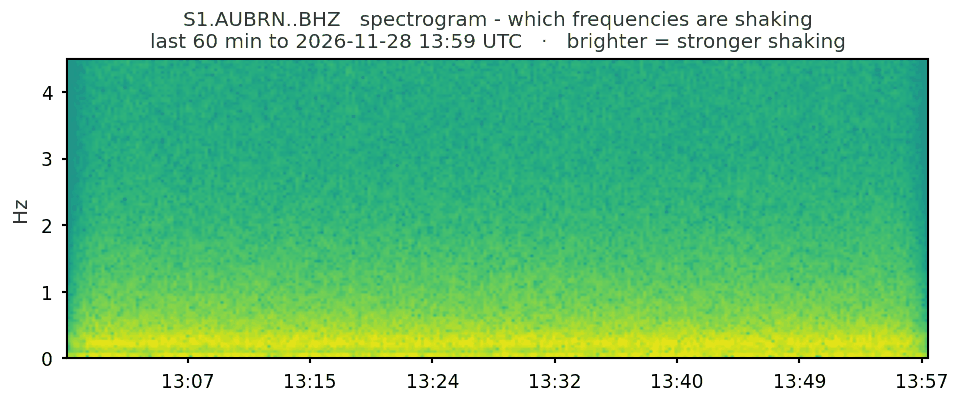 S1.AUBRN..BHZ   spectrogram - which frequencies are shaking
last 60 min to 2026-11-28 13:59 UTC   ·   brighter = stronger shaking
4
3
Hz
2
1
0
13:07 13:15 13:24 13:32 13:40 13:49 13:57